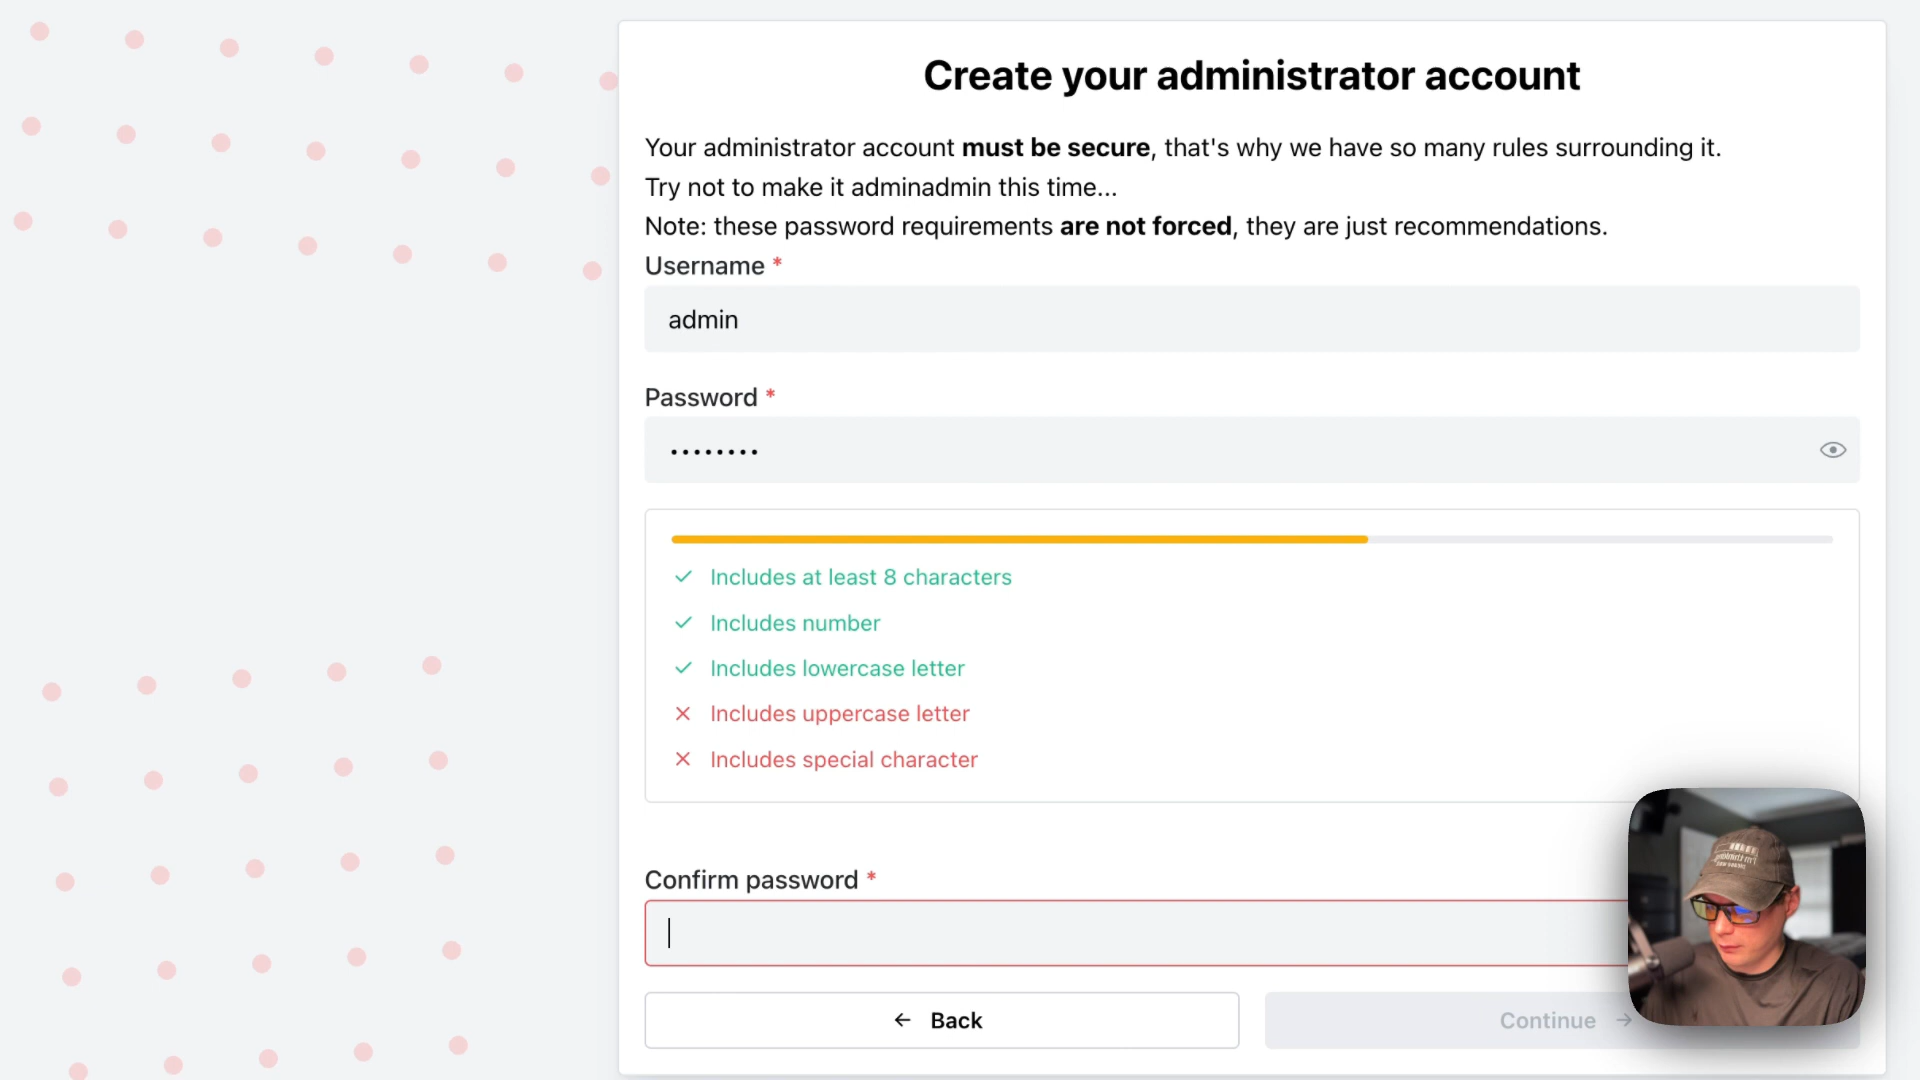 Create your administrator account
Your administrator account must be secure, that's why we have so many rules surrounding it.
Try not to make it adminadmin this time...
Note: these password requirements are not forced, they are just recommendations.
Username *
admin
Password *
••••••••
Includes at least 8 characters
Includes number
Includes lowercase letter
Includes uppercase letter
Includes special character
Confirm password *
← Back
Continue →